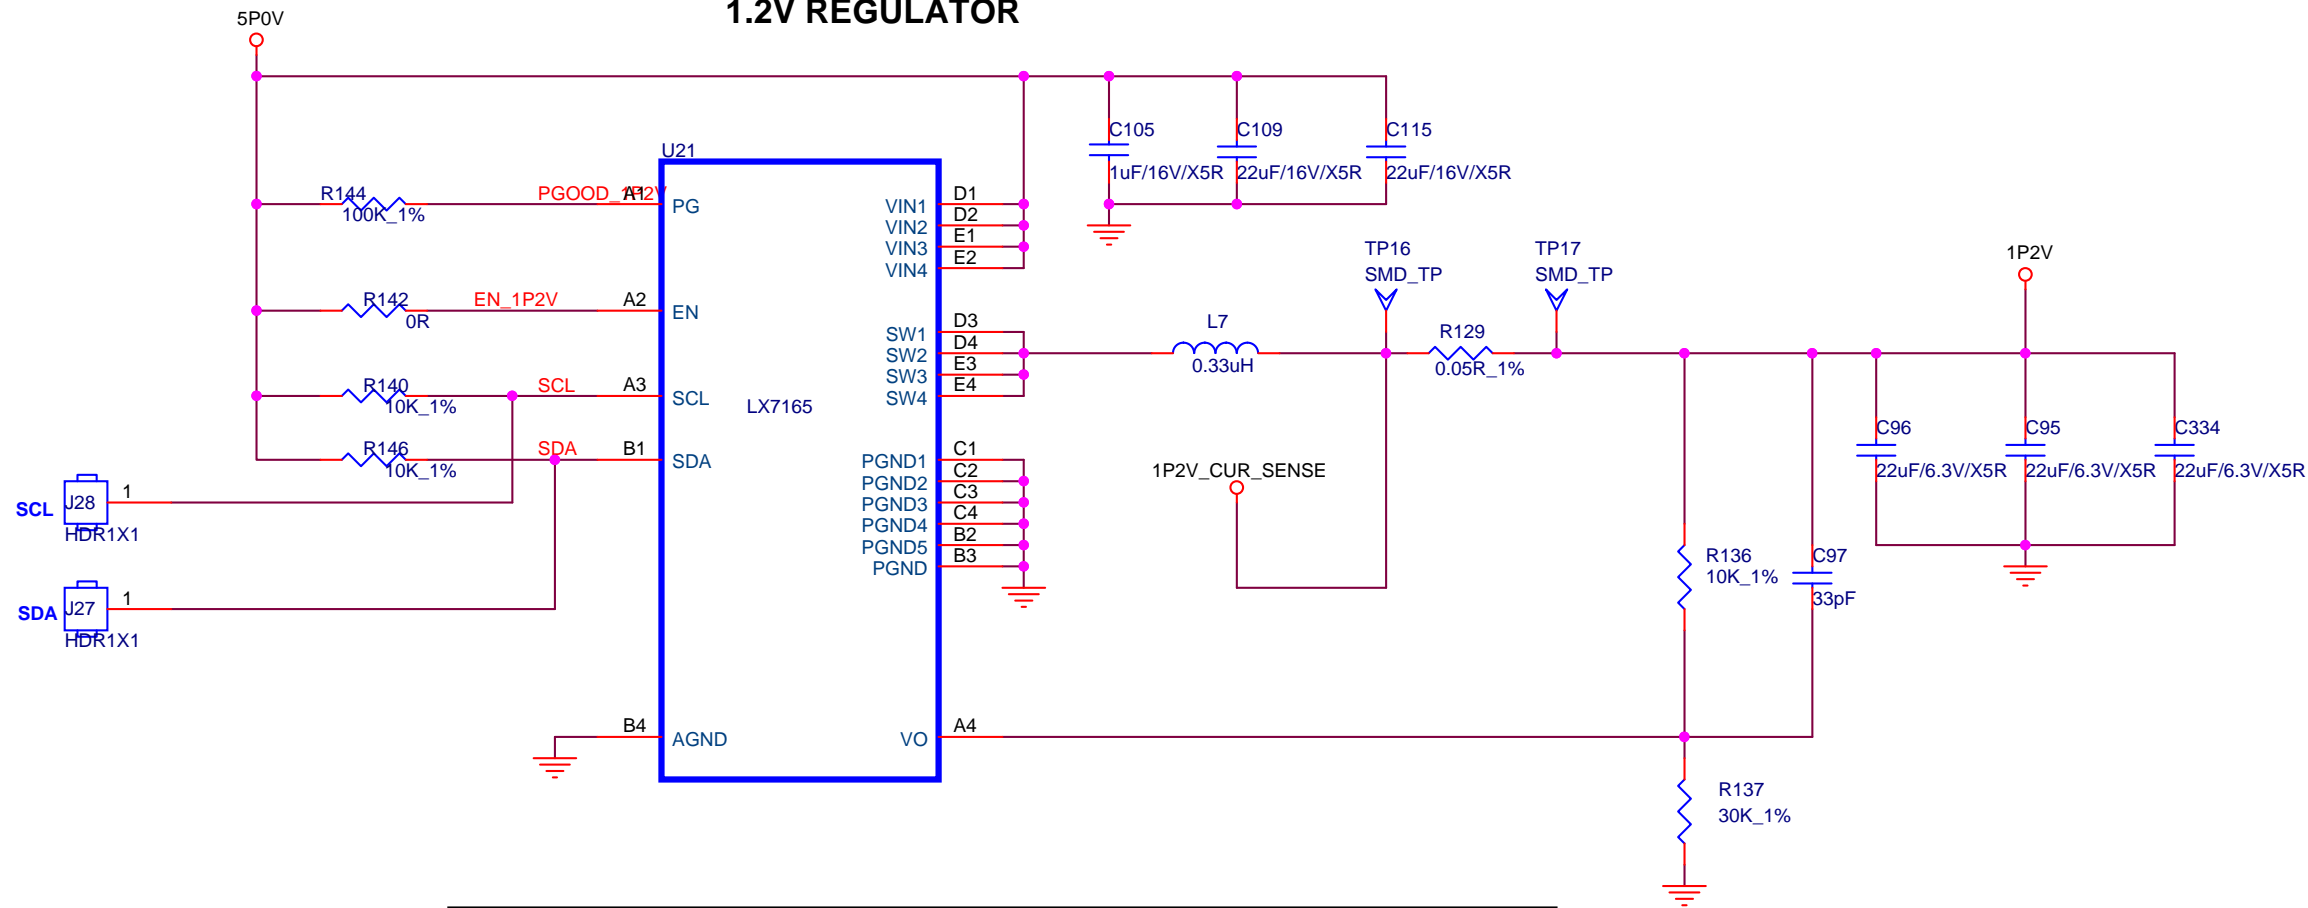 1.2V REGULATOR
5P0V
C105
1uF/16V/X5R
C109
22uF/16V/X5R
C115
22uF/16V/X5R
U21
R144
100K_1%
PGOOD_1P2V
A1
PG
R142
0R
EN_1P2V
A2
EN
R140
10K_1%
SCL
A3
SCL
R146
10K_1%
SDA
B1
SDA
LX7165
VIN1
D1
VIN2
D2
VIN3
E1
VIN4
E2
SW1
D3
SW2
D4
SW3
E3
SW4
E4
PGND1
C1
PGND2
C2
PGND3
C3
PGND4
C4
PGND5
B2
PGND
B3
SCL
J28
1
HDR1X1
SDA
J27
1
HDR1X1
B4
AGND
VO
A4
L7
0.33uH
TP16
SMD_TP
R129
0.05R_1%
TP17
SMD_TP
1P2V_CUR_SENSE
1P2V
C96
22uF/6.3V/X5R
C95
22uF/6.3V/X5R
C334
22uF/6.3V/X5R
R136
10K_1%
C97
33pF
R137
30K_1%